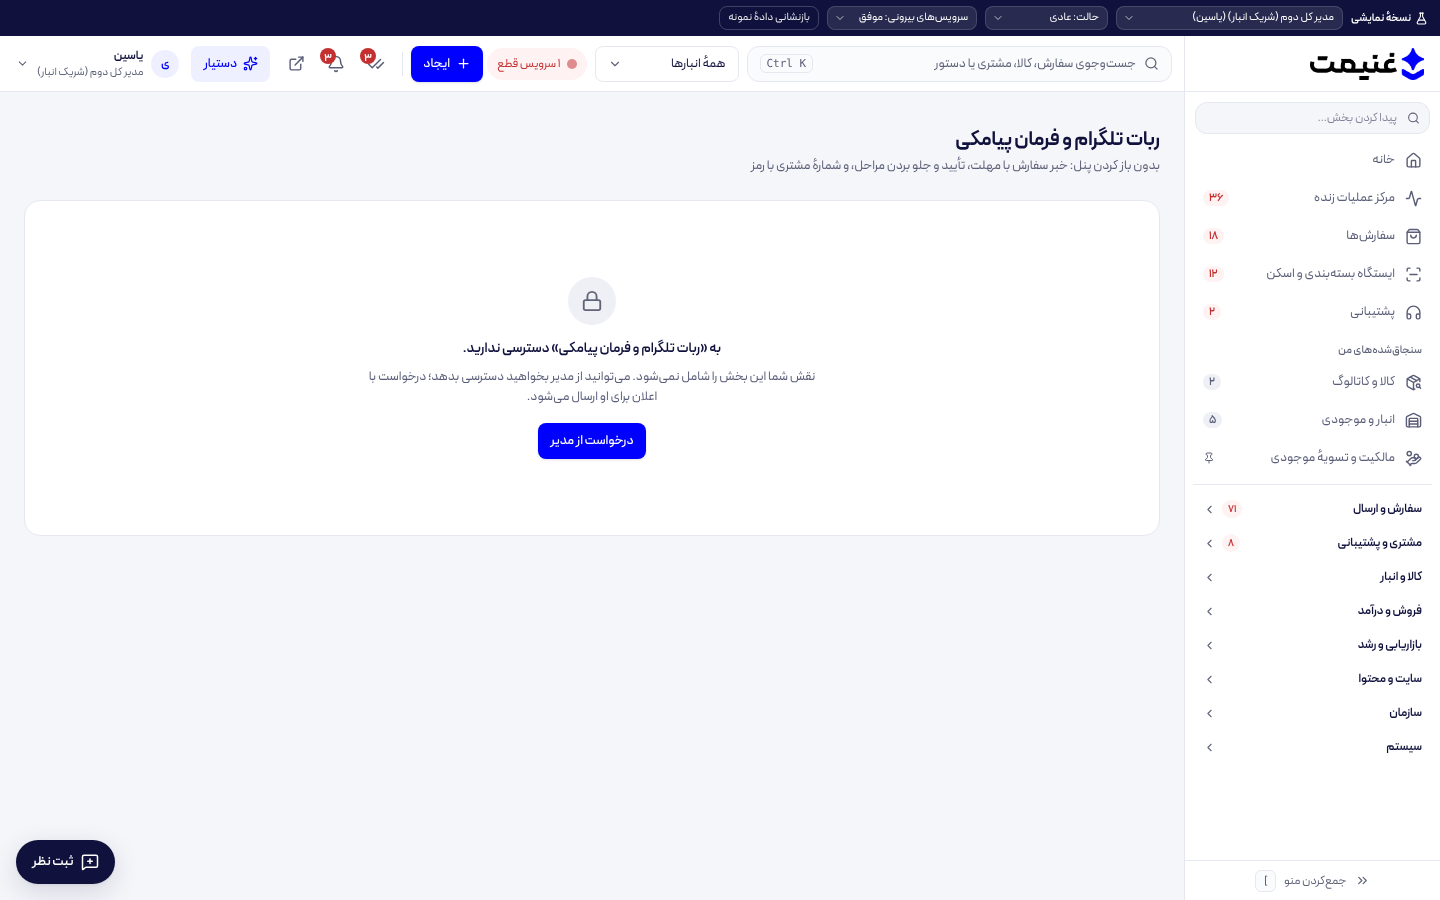 نسخهٔ نمایشی
مدیر کل دوم (شریک انبار) (یاسین)
حالت: عادی
سرویس‌های بیرونی: موفق
بازنشانی دادهٔ نمونه
غنیمت
جست‌وجوی سفارش، کالا، مشتری یا دستور
Ctrl K
همهٔ انبارها
۱ سرویس قطع
ایجاد
۳
۳
دستیار
ی
یاسین
مدیر کل دوم (شریک انبار)
پیدا کردن بخش...
خانه
مرکز عملیات زنده ۳۶
سفارش‌ها ۱۸
ایستگاه بسته‌بندی و اسکن ۱۲
پشتیبانی ۲
سنجاق‌شده‌های من
کالا و کاتالوگ ۲
انبار و موجودی ۵
مالکیت و تسویهٔ موجودی
سفارش و ارسال ۷۱
مشتری و پشتیبانی ۸
کالا و انبار
فروش و درآمد
بازاریابی و رشد
سایت و محتوا
سازمان
سیستم
جمع‌کردن منو [
ربات تلگرام و فرمان پیامکی
بدون باز کردن پنل: خبر سفارش با مهلت، تأیید و جلو بردن مراحل، و شمارهٔ مشتری با رمز
به «ربات تلگرام و فرمان پیامکی» دسترسی ندارید.
نقش شما این بخش را شامل نمی‌شود. می‌توانید از مدیر بخواهید دسترسی بدهد؛ درخواست با
اعلان برای او ارسال می‌شود.
درخواست از مدیر
ثبت نظر